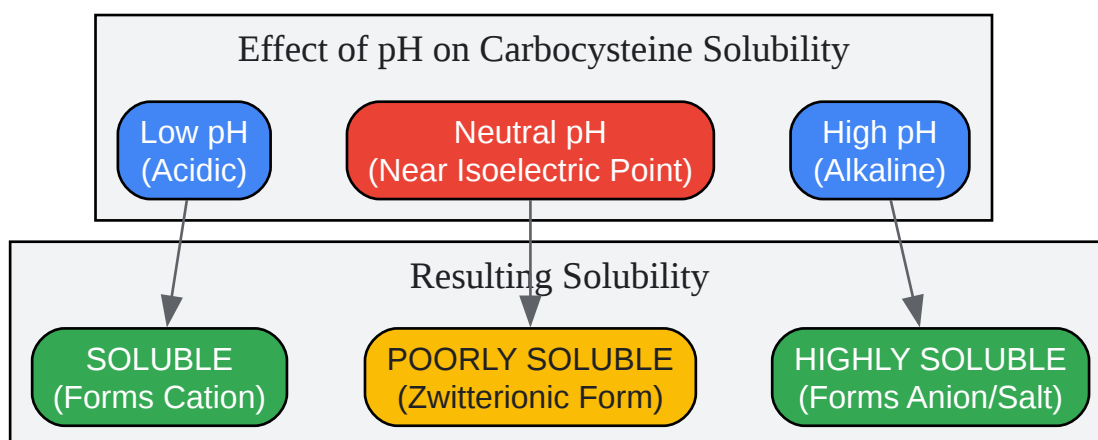 Effect of pH on Carbocysteine Solubility
Low pH
(Acidic)
Neutral pH
(Near Isoelectric Point)
High pH
(Alkaline)
Resulting Solubility
SOLUBLE
(Forms Cation)
POORLY SOLUBLE
(Zwitterionic Form)
HIGHLY SOLUBLE
(Forms Anion/Salt)